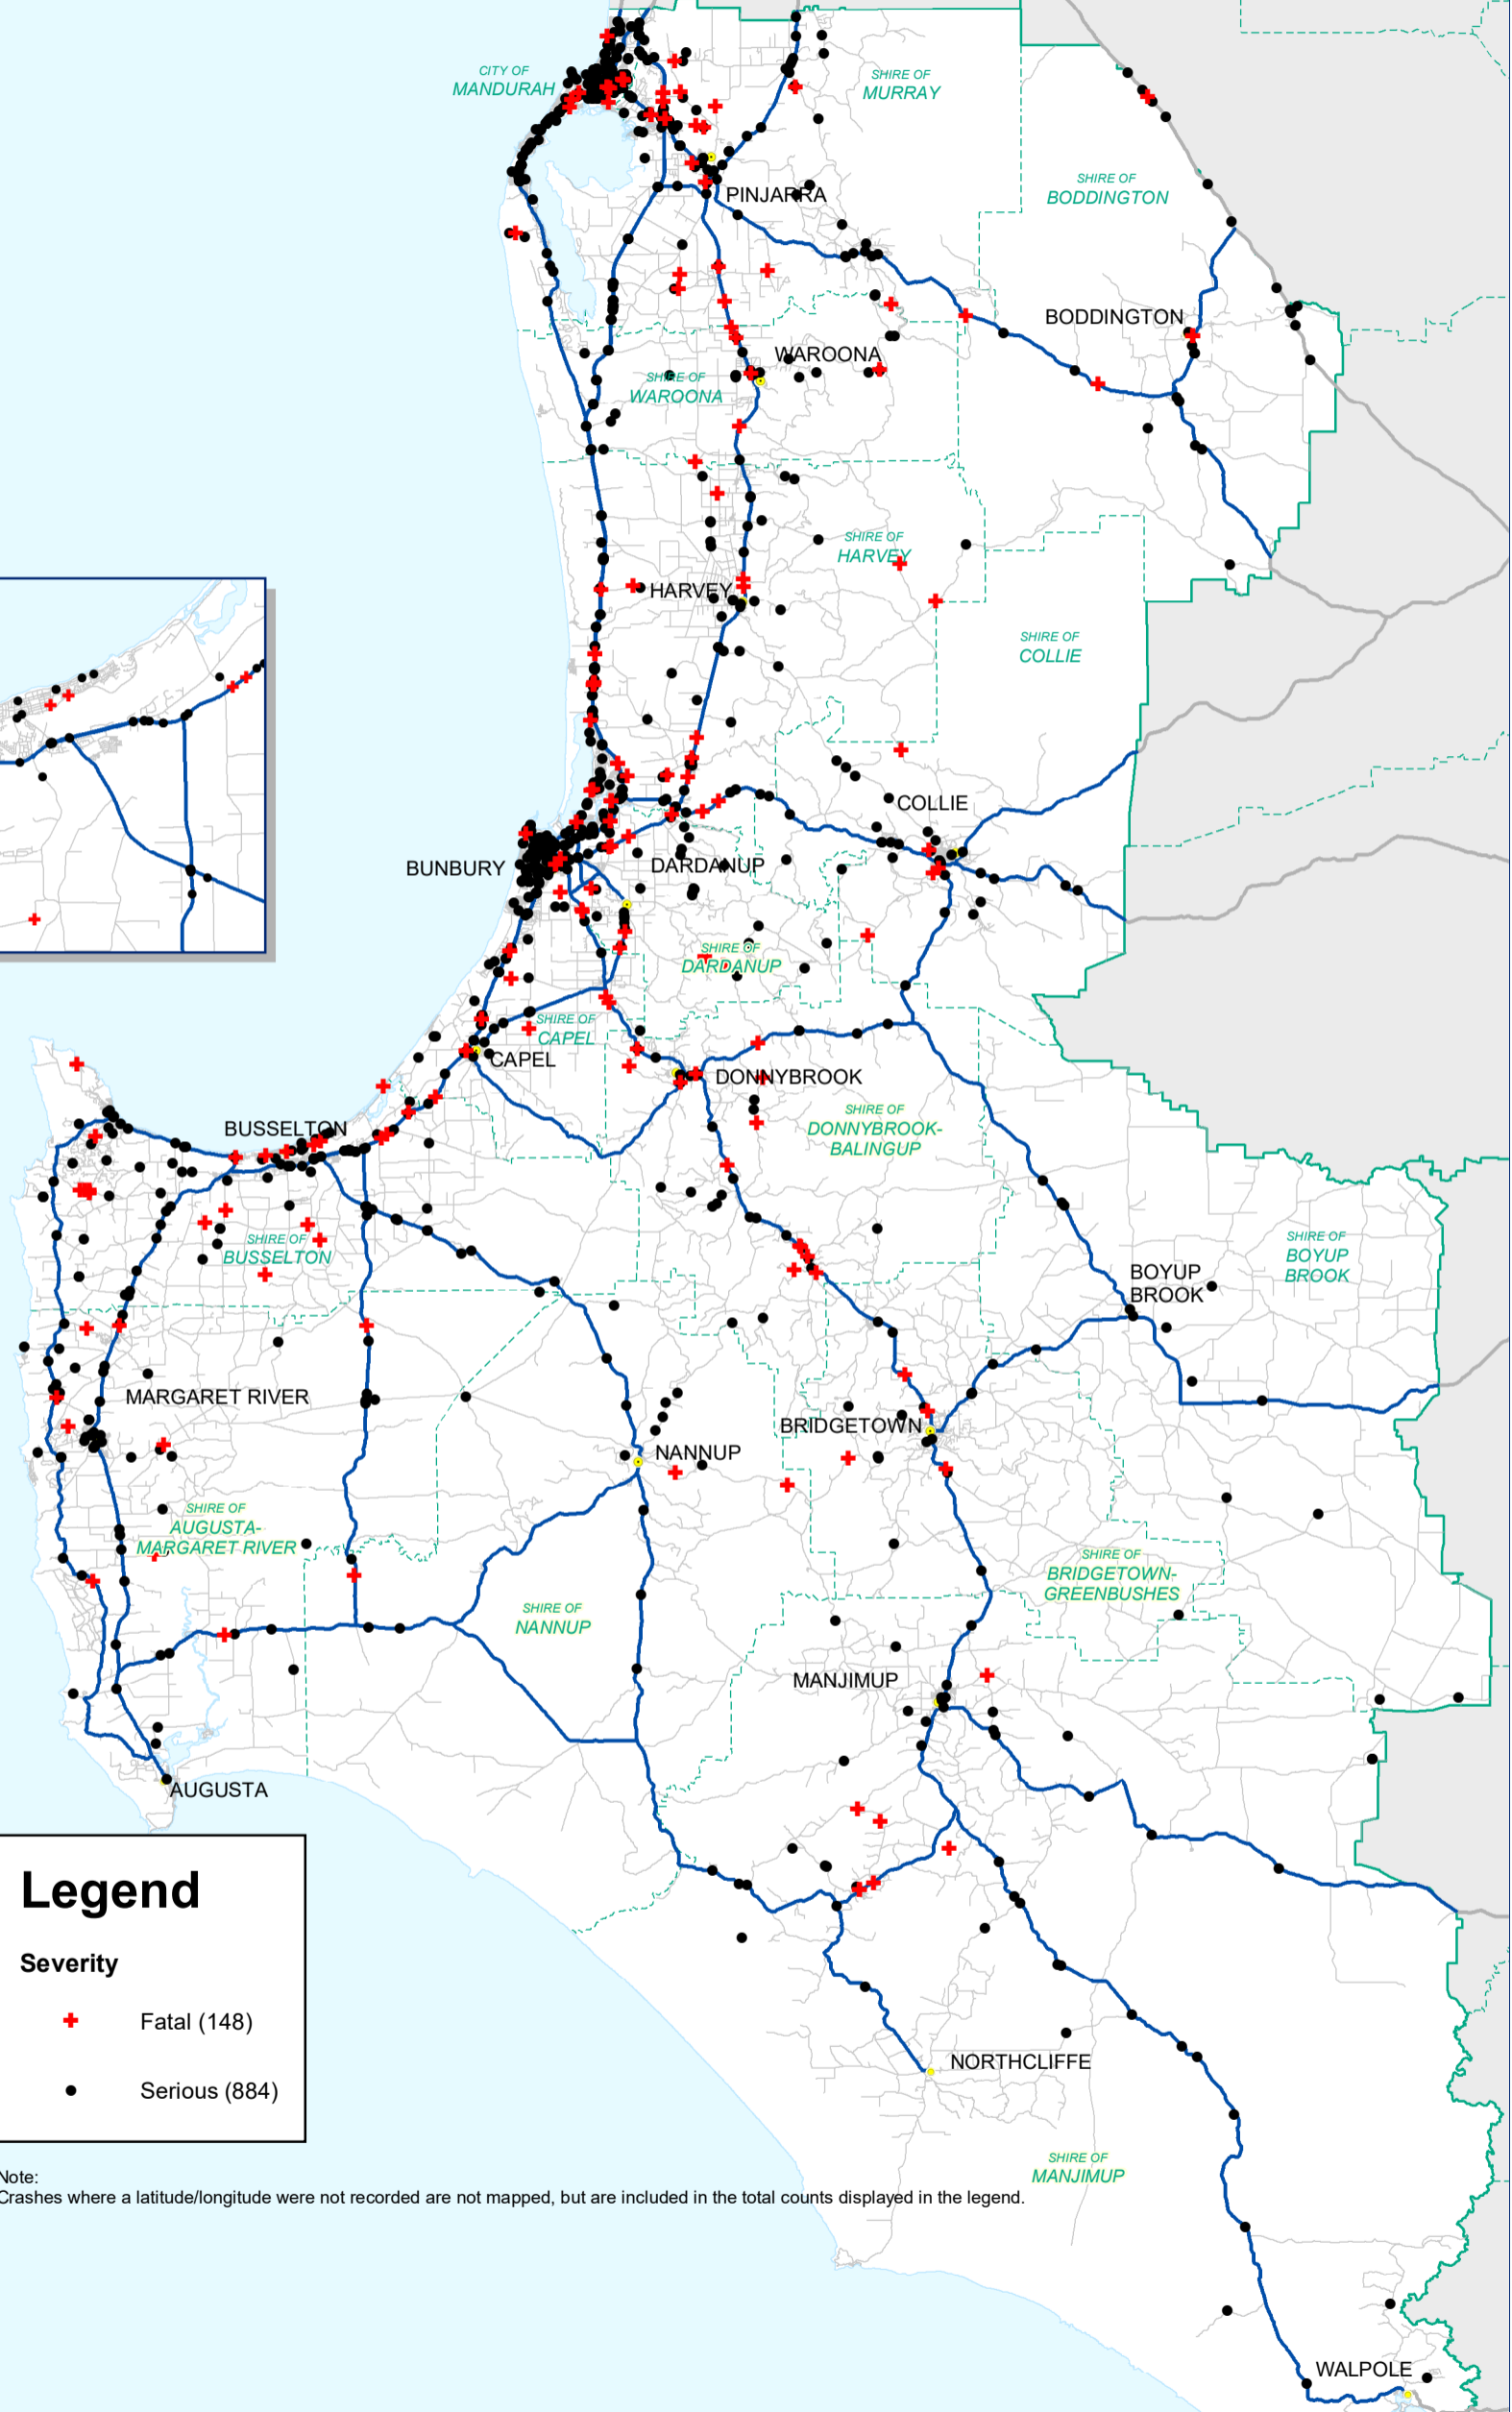 CITY OF
MANDURAH
SHIRE OF
MURRAY
SHIRE OF
BODDINGTON
PINJARRA
BODDINGTON
WAROONA
SHIRE OF
WAROONA
SHIRE OF
HARVEY
HARVEY
SHIRE OF
COLLIE
COLLIE
BUNBURY
DARDANUP
SHIRE OF
DARDANUP
SHIRE OF
CAPEL
CAPEL
DONNYBROOK
SHIRE OF
DONNYBROOK-
BALINGUP
BUSSELTON
SHIRE OF
BUSSELTON
SHIRE OF
BOYUP
BROOK
BOYUP
BROOK
MARGARET RIVER
BRIDGETOWN
NANNUP
SHIRE OF
AUGUSTA-
MARGARET RIVER
SHIRE OF
BRIDGETOWN-
GREENBUSHES
SHIRE OF
NANNUP
MANJIMUP
AUGUSTA
Legend
Severity
Fatal (148)
Serious (884)
NORTHCLIFFE
SHIRE OF
MANJIMUP
Note:
Crashes where a latitude/longitude were not recorded are not mapped, but are included in the total counts displayed in the legend.
WALPOLE